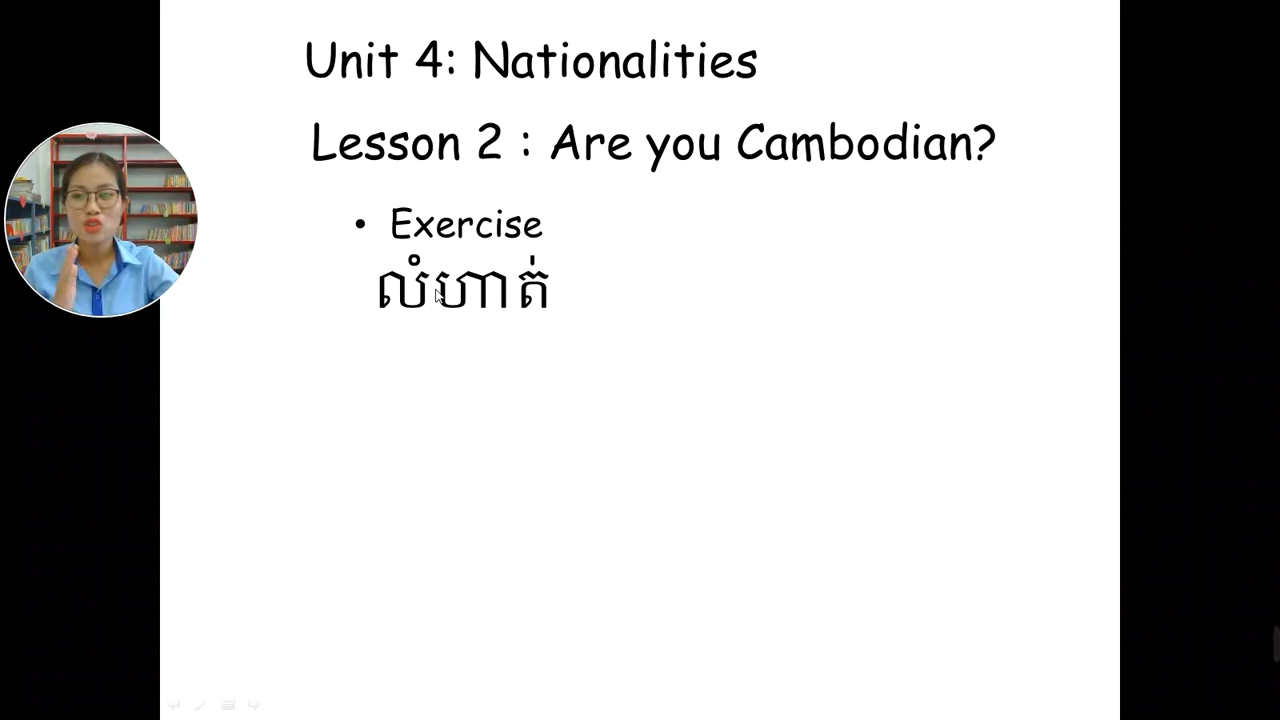 Unit 4: Nationalities
Lesson 2 : Are you Cambodian?
• Exercise
លំហាត់